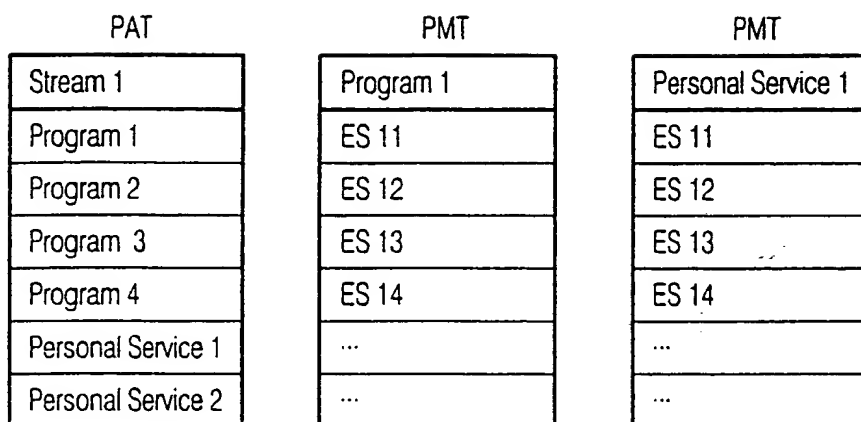 PAT
Stream 1
Program 1
Program 2
Program 3
Program 4
Personal Service 1
Personal Service 2
PMT
Program 1
ES 11
ES 12
ES 13
ES 14
...
...
PMT
Personal Service 1
ES 11
ES 12
ES 13
ES 14
...
...